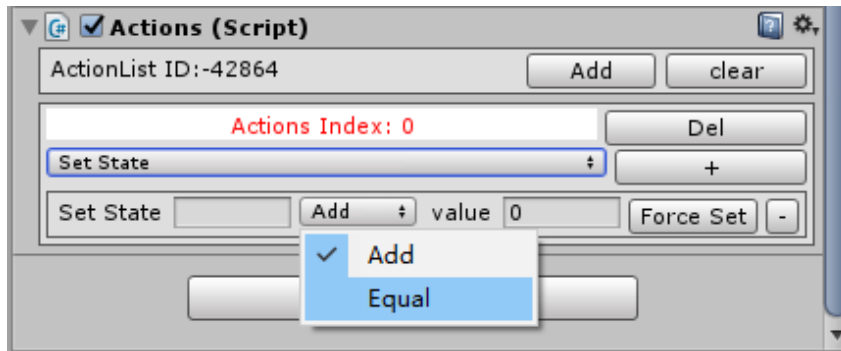 Actions (Script)
ActionList ID:-42864 Add clear
Actions Index: 0 Del
Set State +
Set State Add value 0 Force Set -
Add
Equal